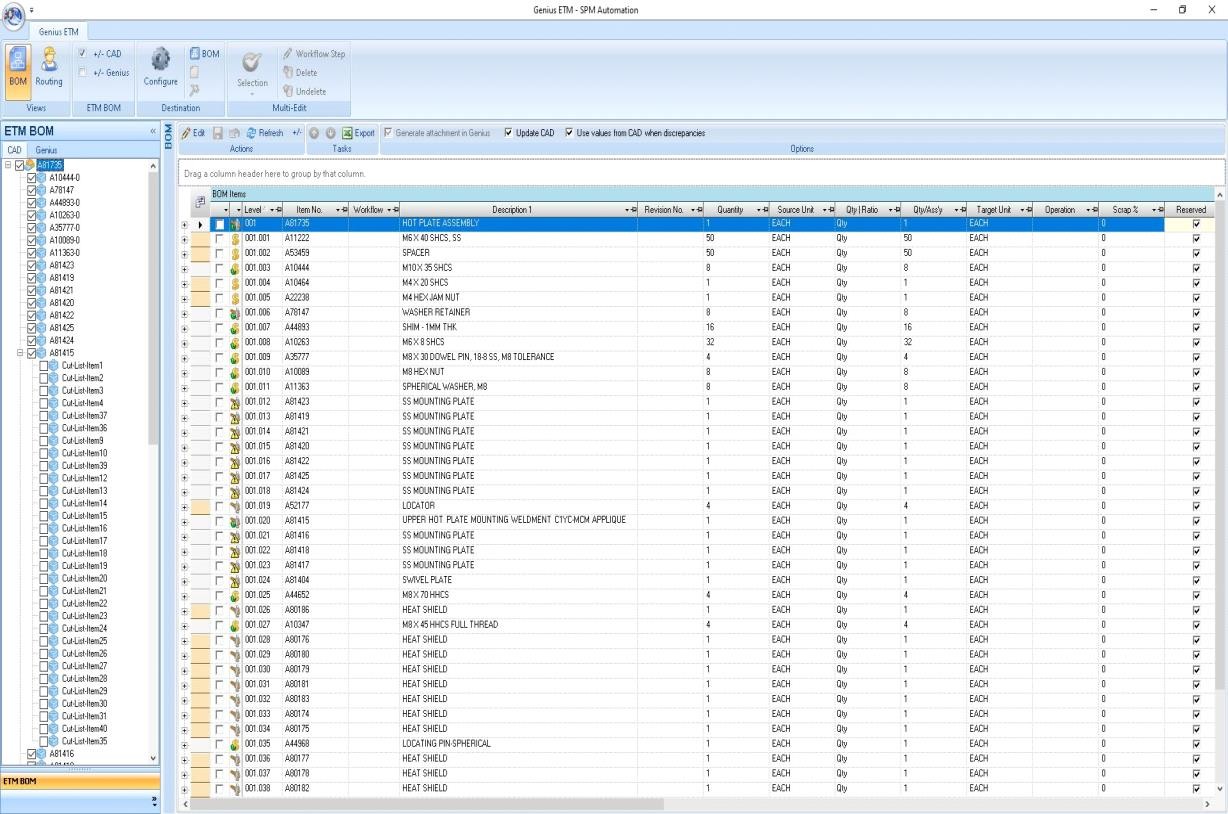 Genius ETM - SPM Automation
Genius ETM
BOM
Routing
+/- CAD
+/- Genius
Configure
BOM
Selection
Workflow Step
Delete
Undelete
Views
ETM BOM
Destination
Multi-Edit
ETM BOM
CAD Genius
A81735
A10444-0
A78147
A44893-0
A10263-0
A35777-0
A10089-0
A11363-0
A81423
A81419
A81421
A81420
A81422
A81425
A81424
A81415
Cut-List-Item1
Cut-List-Item2
Cut-List-Item3
Cut-List-Item4
Cut-List-Item37
Cut-List-Item36
Cut-List-Item9
Cut-List-Item10
Cut-List-Item39
Cut-List-Item12
Cut-List-Item13
Cut-List-Item14
Cut-List-Item15
Cut-List-Item16
Cut-List-Item17
Cut-List-Item18
Cut-List-Item19
Cut-List-Item20
Cut-List-Item21
Cut-List-Item22
Cut-List-Item23
Cut-List-Item24
Cut-List-Item25
Cut-List-Item26
Cut-List-Item27
Cut-List-Item28
Cut-List-Item29
Cut-List-Item30
Cut-List-Item31
Cut-List-Item40
Cut-List-Item35
A81416
ETM BOM
BOM
Edit Refresh +/- Export Generate attachment in Genius Update CAD Use values from CAD when discrepancies
Actions Tasks Options
Drag a column header here to group by that column.
BOM Items
Level Item No. Workflow Description 1 Revision No. Quantity Source Unit Qty | Ratio Qty/Ass'y Target Unit Operation Scrap % Reserved
001 A81735 HOT PLATE ASSEMBLY 1 EACH Qty 1 EACH 0
001.001 A11222 M6 X 40 SHCS, SS 50 EACH Qty 50 EACH 0
001.002 A53459 SPACER 50 EACH Qty 50 EACH 0
001.003 A10444 M10 X 35 SHCS 8 EACH Qty 8 EACH 0
001.004 A10464 M4 X 20 SHCS 1 EACH Qty 1 EACH 0
001.005 A22238 M4 HEX JAM NUT 1 EACH Qty 1 EACH 0
001.006 A78147 WASHER RETAINER 8 EACH Qty 8 EACH 0
001.007 A44893 SHIM - 1MM THK 16 EACH Qty 16 EACH 0
001.008 A10263 M6 X 8 SHCS 32 EACH Qty 32 EACH 0
001.009 A35777 M8 X 30 DOWEL PIN, 18-8 SS, M8 TOLERANCE 4 EACH Qty 4 EACH 0
001.010 A10089 M8 HEX NUT 8 EACH Qty 8 EACH 0
001.011 A11363 SPHERICAL WASHER, M8 8 EACH Qty 8 EACH 0
001.012 A81423 SS MOUNTING PLATE 1 EACH Qty 1 EACH 0
001.013 A81419 SS MOUNTING PLATE 1 EACH Qty 1 EACH 0
001.014 A81421 SS MOUNTING PLATE 1 EACH Qty 1 EACH 0
001.015 A81420 SS MOUNTING PLATE 1 EACH Qty 1 EACH 0
001.016 A81422 SS MOUNTING PLATE 1 EACH Qty 1 EACH 0
001.017 A81425 SS MOUNTING PLATE 1 EACH Qty 1 EACH 0
001.018 A81424 SS MOUNTING PLATE 1 EACH Qty 1 EACH 0
001.019 A52177 LOCATOR 4 EACH Qty 4 EACH 0
001.020 A81415 UPPER HOT PLATE MOUNTING WELDMENT C1YC-MCM APPLIQUE 1 EACH Qty 1 EACH 0
001.021 A81416 SS MOUNTING PLATE 1 EACH Qty 1 EACH 0
001.022 A81418 SS MOUNTING PLATE 1 EACH Qty 1 EACH 0
001.023 A81417 SS MOUNTING PLATE 1 EACH Qty 1 EACH 0
001.024 A81404 SWIVEL PLATE 1 EACH Qty 1 EACH 0
001.025 A44652 M8 X 70 HHCS 4 EACH Qty 4 EACH 0
001.026 A80186 HEAT SHIELD 1 EACH Qty 1 EACH 0
001.027 A10347 M8 X 45 HHCS FULL THREAD 4 EACH Qty 4 EACH 0
001.028 A80176 HEAT SHIELD 1 EACH Qty 1 EACH 0
001.029 A80180 HEAT SHIELD 1 EACH Qty 1 EACH 0
001.030 A80179 HEAT SHIELD 1 EACH Qty 1 EACH 0
001.031 A80181 HEAT SHIELD 1 EACH Qty 1 EACH 0
001.032 A80183 HEAT SHIELD 1 EACH Qty 1 EACH 0
001.033 A80174 HEAT SHIELD 1 EACH Qty 1 EACH 0
001.034 A80175 HEAT SHIELD 1 EACH Qty 1 EACH 0
001.035 A44968 LOCATING PIN-SPHERICAL 1 EACH Qty 1 EACH 0
001.036 A80177 HEAT SHIELD 1 EACH Qty 1 EACH 0
001.037 A80178 HEAT SHIELD 1 EACH Qty 1 EACH 0
001.038 A80182 HEAT SHIELD 1 EACH Qty 1 EACH 0